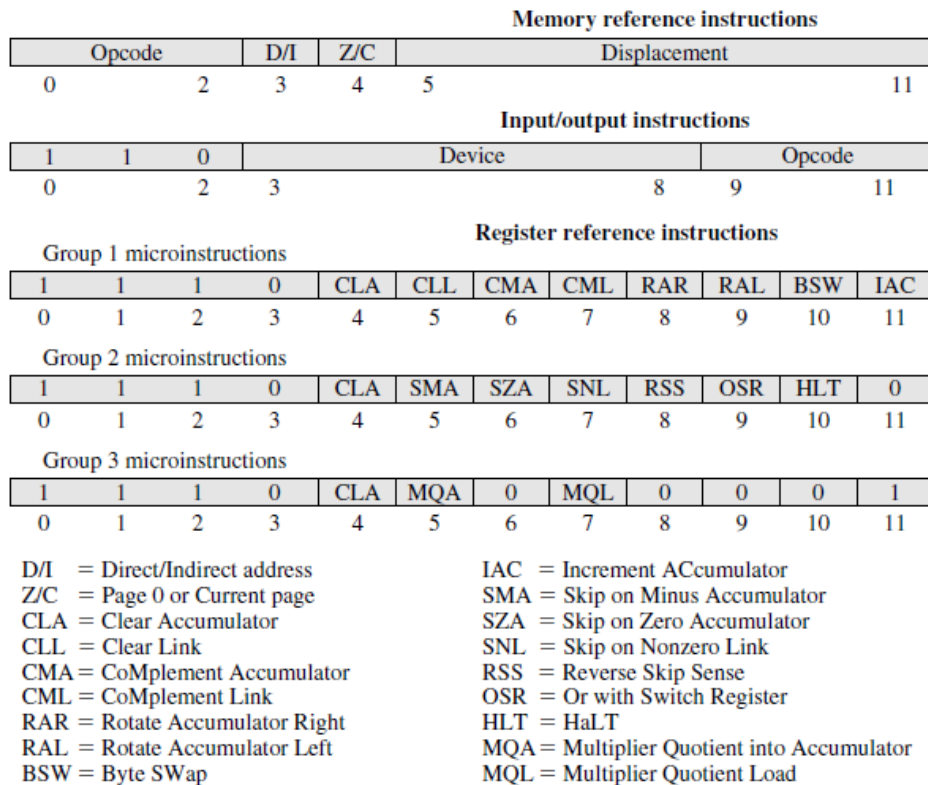 Memory reference instructions
Opcode D/I Z/C Displacement
0 2 3 4 5 11
Input/output instructions
1 1 0 Device Opcode
0 2 3 8 9 11
Register reference instructions
Group 1 microinstructions
1 1 1 0 CLA CLL CMA CML RAR RAL BSW IAC
0 1 2 3 4 5 6 7 8 9 10 11
Group 2 microinstructions
1 1 1 0 CLA SMA SZA SNL RSS OSR HLT 0
0 1 2 3 4 5 6 7 8 9 10 11
Group 3 microinstructions
1 1 1 0 CLA MQA 0 MQL 0 0 0 1
0 1 2 3 4 5 6 7 8 9 10 11
D/I = Direct/Indirect address
Z/C = Page 0 or Current page
CLA = Clear Accumulator
CLL = Clear Link
CMA = CoMplement Accumulator
CML = CoMplement Link
RAR = Rotate Accumulator Right
RAL = Rotate Accumulator Left
BSW = Byte SWap
IAC = Increment ACcumulator
SMA = Skip on Minus Accumulator
SZA = Skip on Zero Accumulator
SNL = Skip on Nonzero Link
RSS = Reverse Skip Sense
OSR = Or with Switch Register
HLT = HaLT
MQA = Multiplier Quotient into Accumulator
MQL = Multiplier Quotient Load